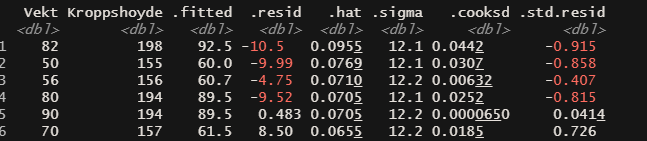 Vekt Kroppshoyde .fitted .resid .hat .sigma .cooksd .std.resid
<dbl> <dbl> <dbl> <dbl> <dbl> <dbl> <dbl> <dbl>
1 82 198 92.5 -10.5 0.0955 12.1 0.0442 -0.915
2 50 155 60.0 -9.99 0.0769 12.1 0.0307 -0.858
3 56 156 60.7 -4.75 0.0710 12.2 0.00632 -0.407
4 80 194 89.5 -9.52 0.0705 12.1 0.0252 -0.815
5 90 194 89.5 0.483 0.0705 12.2 0.0000650 0.0414
6 70 157 61.5 8.50 0.0655 12.2 0.0185 0.726